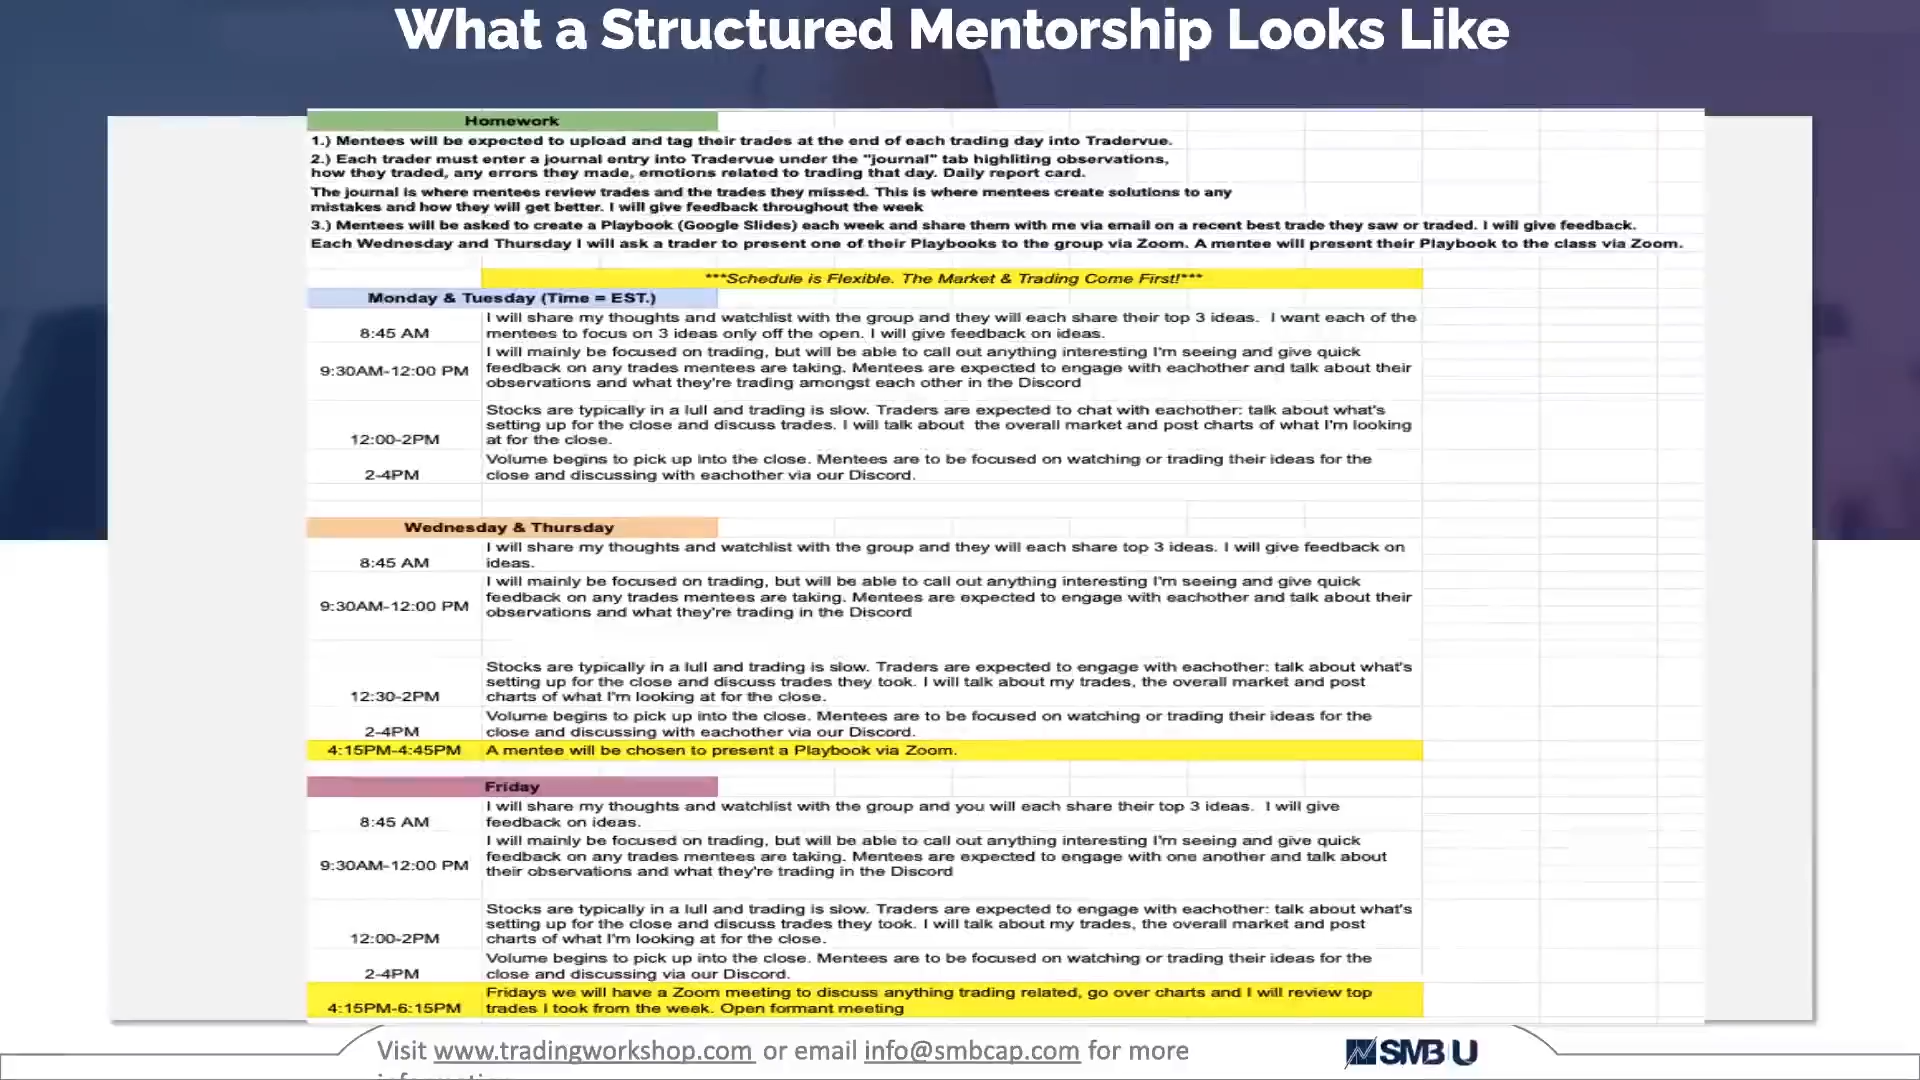 What a Structured Mentorship Looks Like
Homework
1.) Mentees will be expected to upload and tag their trades at the end of each trading day into Tradervue.
2.) Each trader must enter a journal entry into Tradervue under the "journal" tab highliting observations,
how they traded, any errors they made, emotions related to trading that day. Daily report card.
The journal is where mentees review trades and the trades they missed. This is where mentees create solutions to any
mistakes and how they will get better. I will give feedback throughout the week
3.) Mentees will be asked to create a Playbook (Google Slides) each week and share them with me via email on a recent best trade they saw or traded. I will give feedback.
Each Wednesday and Thursday I will ask a trader to present one of their Playbooks to the group via Zoom. A mentee will present their Playbook to the class via Zoom.
***Schedule is Flexible. The Market & Trading Come First!***
Monday & Tuesday (Time = EST.)
8:45 AM
I will share my thoughts and watchlist with the group and they will each share their top 3 ideas. I want each of the
mentees to focus on 3 ideas only off the open. I will give feedback on ideas.
9:30AM-12:00 PM
I will mainly be focused on trading, but will be able to call out anything interesting I'm seeing and give quick
feedback on any trades mentees are taking. Mentees are expected to engage with eachother and talk about their
observations and what they're trading amongst each other in the Discord
12:00-2PM
Stocks are typically in a lull and trading is slow. Traders are expected to chat with eachother: talk about what's
setting up for the close and discuss trades. I will talk about the overall market and post charts of what I'm looking
at for the close.
2-4PM
Volume begins to pick up into the close. Mentees are to be focused on watching or trading their ideas for the
close and discussing with eachother via our Discord.
Wednesday & Thursday
8:45 AM
I will share my thoughts and watchlist with the group and they will each share top 3 ideas. I will give feedback on
ideas.
9:30AM-12:00 PM
I will mainly be focused on trading, but will be able to call out anything interesting I'm seeing and give quick
feedback on any trades mentees are taking. Mentees are expected to engage with eachother and talk about their
observations and what they're trading in the Discord
12:30-2PM
Stocks are typically in a lull and trading is slow. Traders are expected to engage with eachother: talk about what's
setting up for the close and discuss trades they took. I will talk about my trades, the overall market and post
charts of what I'm looking at for the close.
2-4PM
Volume begins to pick up into the close. Mentees are to be focused on watching or trading their ideas for the
close and discussing with eachother via our Discord.
4:15PM-4:45PM
A mentee will be chosen to present a Playbook via Zoom.
Friday
8:45 AM
I will share my thoughts and watchlist with the group and you will each share their top 3 ideas. I will give
feedback on ideas.
9:30AM-12:00 PM
I will mainly be focused on trading, but will be able to call out anything interesting I'm seeing and give quick
feedback on any trades mentees are taking. Mentees are expected to engage with one another and talk about
their observations and what they're trading in the Discord
12:00-2PM
Stocks are typically in a lull and trading is slow. Traders are expected to engage with eachother: talk about what's
setting up for the close and discuss trades they took. I will talk about my trades, the overall market and post
charts of what I'm looking at for the close.
2-4PM
Volume begins to pick up into the close. Mentees are to be focused on watching or trading their ideas for the
close and discussing via our Discord.
4:15PM-6:15PM
Fridays we will have a Zoom meeting to discuss anything trading related, go over charts and I will review top
trades I took from the week. Open formant meeting
Visit www.tradingworkshop.com or email info@smbcap.com for more
SMB U